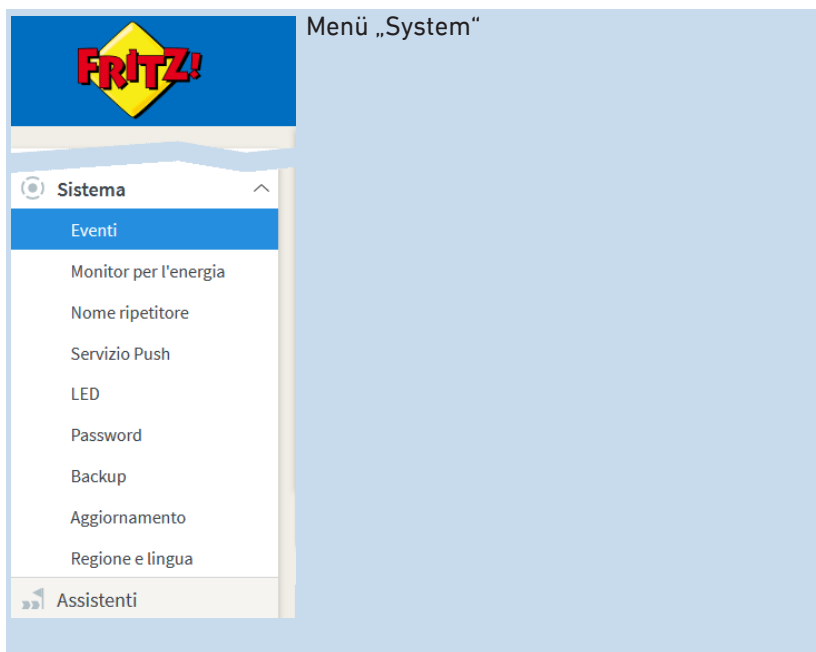 FRITZ!
Menü „System“
Sistema
Eventi
Monitor per l'energia
Nome ripetitore
Servizio Push
LED
Password
Backup
Aggiornamento
Regione e lingua
Assistenti